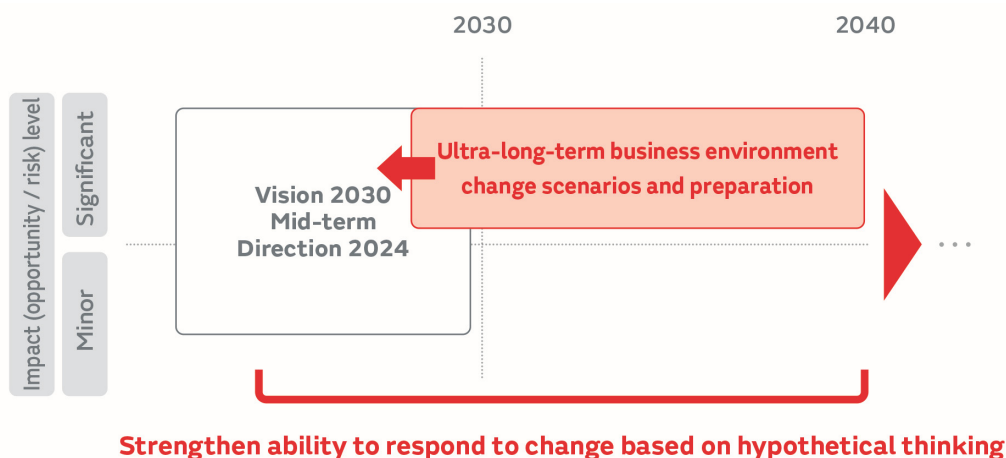 2030
2040
Impact (opportunity / risk) level
Significant
Minor
Vision 2030
Mid-term
Direction 2024
Ultra-long-term business environment
change scenarios and preparation
...
Strengthen ability to respond to change based on hypothetical thinking